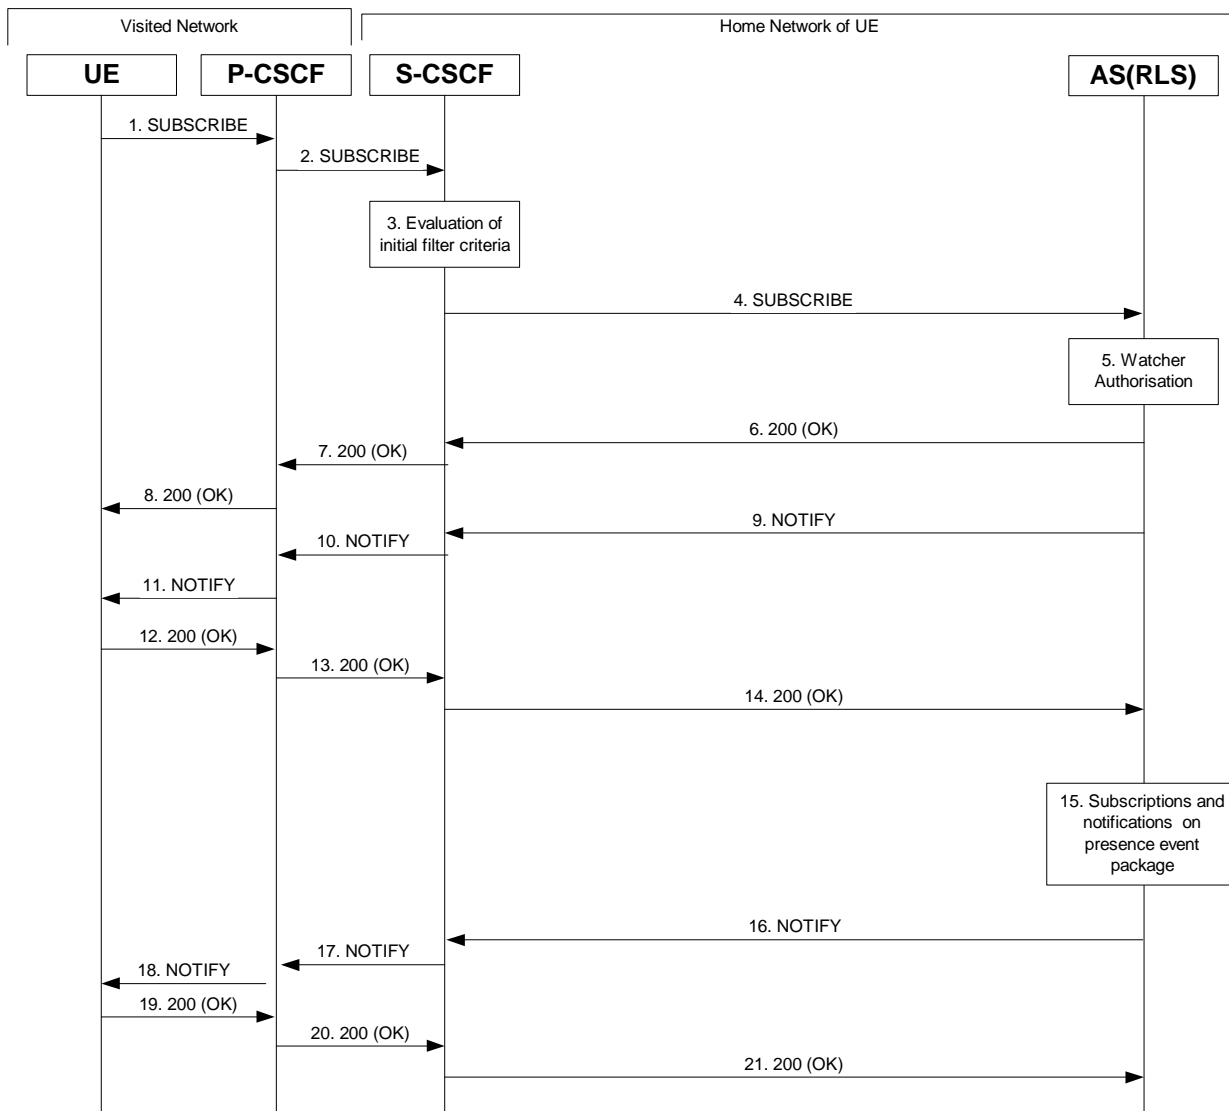 Visited Network
Home Network of UE
UE
P-CSCF
S-CSCF
AS(RLS)
1. SUBSCRIBE
2. SUBSCRIBE
3. Evaluation of
initial filter criteria
4. SUBSCRIBE
5. Watcher
Authorisation
6. 200 (OK)
7. 200 (OK)
8. 200 (OK)
9. NOTIFY
10. NOTIFY
11. NOTIFY
12. 200 (OK)
13. 200 (OK)
14. 200 (OK)
15. Subscriptions and
notifications on
presence event
package
16. NOTIFY
17. NOTIFY
18. NOTIFY
19. 200 (OK)
20. 200 (OK)
21. 200 (OK)